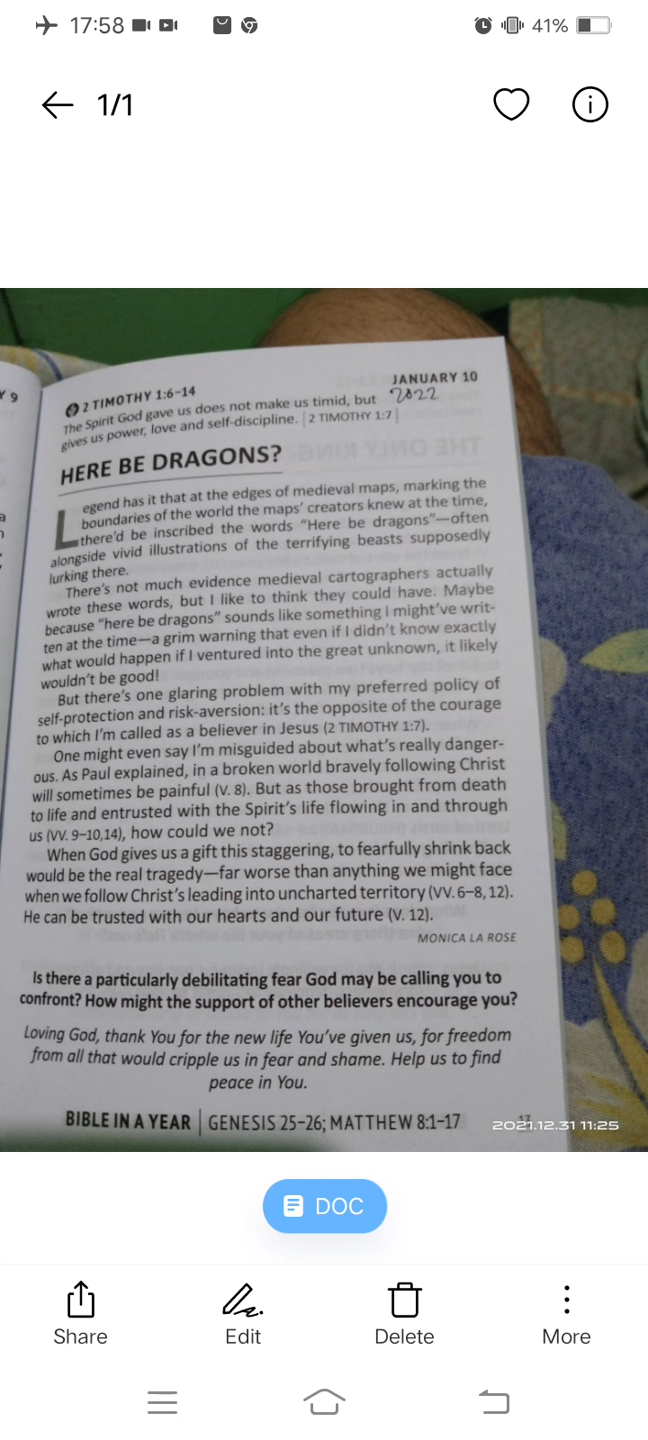 17:58
41%
1/1
Y 9
JANUARY 10
2 TIMOTHY 1:6–14
2022
The Spirit God gave us does not make us timid, but
gives us power, love and self-discipline. | 2 TIMOTHY 1:7 |
HERE BE DRAGONS?
Legend has it that at the edges of medieval maps, marking the
boundaries of the world the maps' creators knew at the time,
there'd be inscribed the words “Here be dragons”—often
alongside vivid illustrations of the terrifying beasts supposedly
lurking there.
There's not much evidence medieval cartographers actually
wrote these words, but I like to think they could have. Maybe
because “here be dragons” sounds like something I might've writ-
ten at the time—a grim warning that even if I didn't know exactly
what would happen if I ventured into the great unknown, it likely
wouldn't be good!
But there's one glaring problem with my preferred policy of
self-protection and risk-aversion: it's the opposite of the courage
to which I'm called as a believer in Jesus (2 TIMOTHY 1:7).
One might even say I'm misguided about what's really danger-
ous. As Paul explained, in a broken world bravely following Christ
will sometimes be painful (V. 8). But as those brought from death
to life and entrusted with the Spirit's life flowing in and through
us (VV. 9–10,14), how could we not?
When God gives us a gift this staggering, to fearfully shrink back
would be the real tragedy—far worse than anything we might face
when we follow Christ's leading into uncharted territory (VV. 6–8, 12).
He can be trusted with our hearts and our future (V. 12).
MONICA LA ROSE
Is there a particularly debilitating fear God may be calling you to
confront? How might the support of other believers encourage you?
Loving God, thank You for the new life You've given us, for freedom
from all that would cripple us in fear and shame. Help us to find
peace in You.
BIBLE IN A YEAR | GENESIS 25–26; MATTHEW 8:1–17
2021.12.31 11:25
DOC
Share
Edit
Delete
More